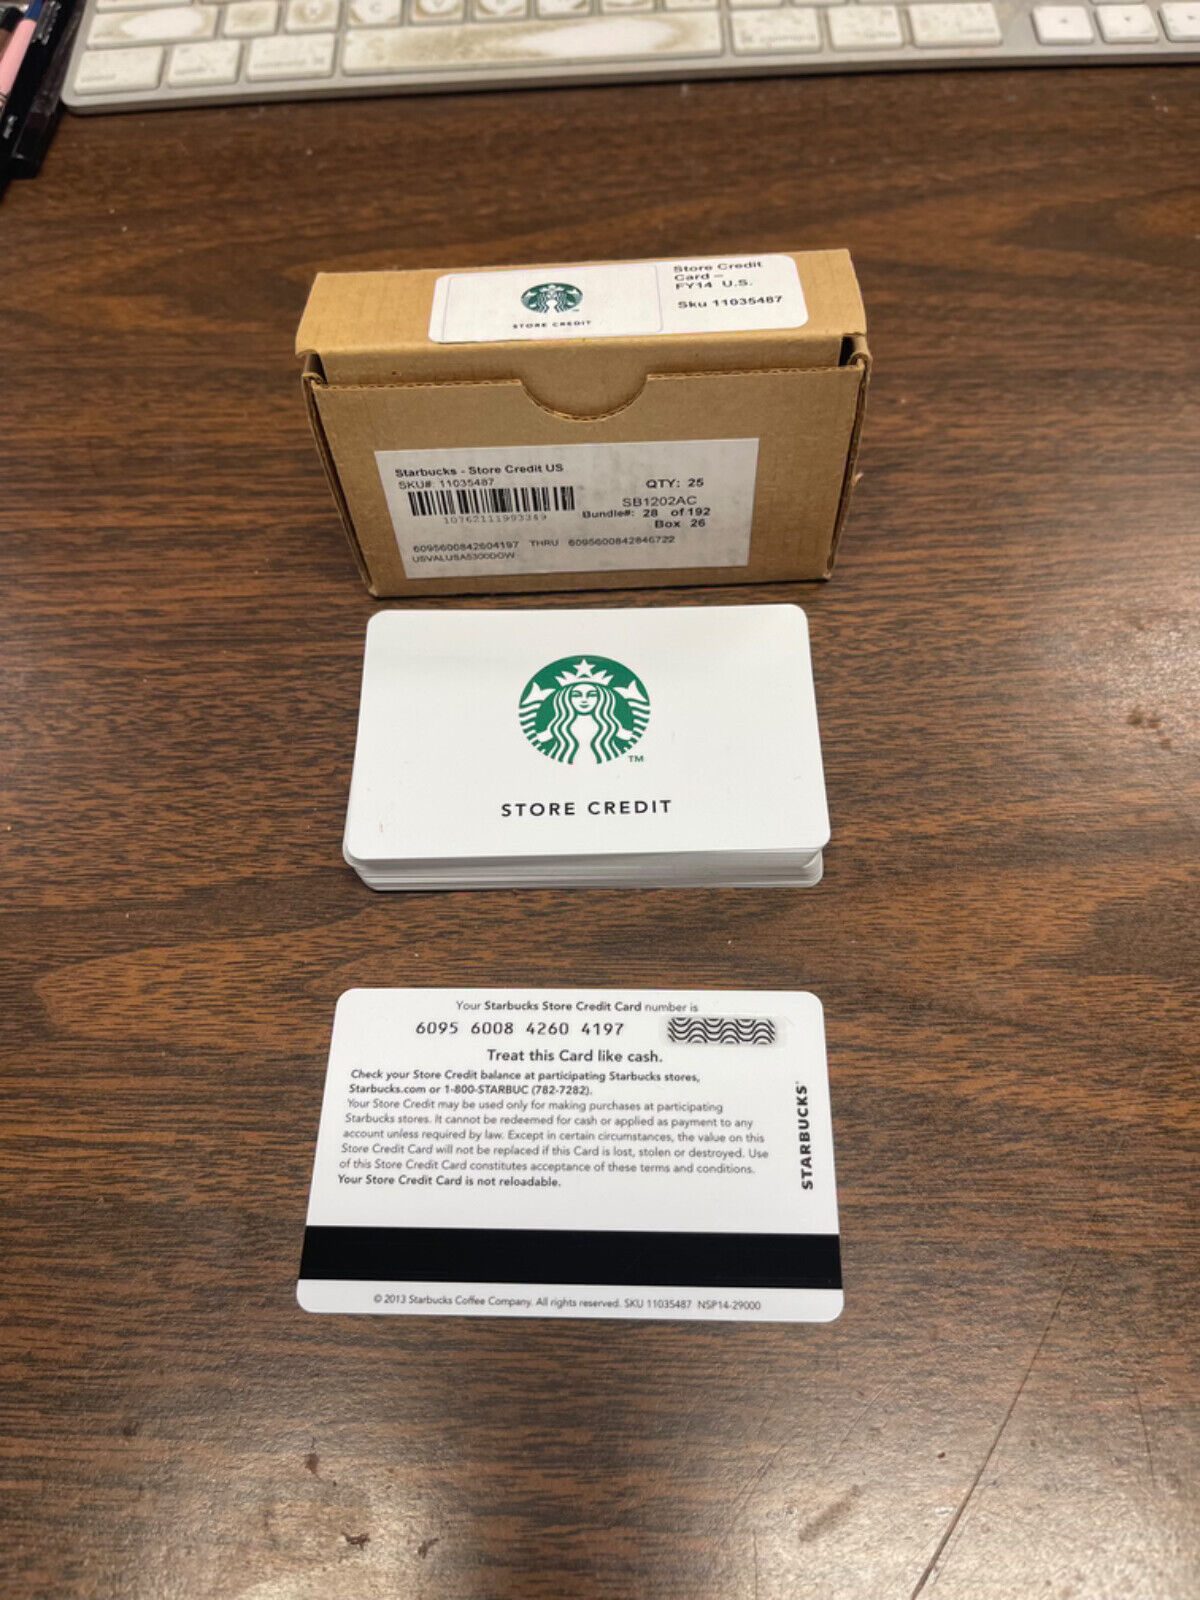 Store Credit
Card –
FY14 U.S.
Sku 11035487
STORE CREDIT
Starbucks - Store Credit US
SKU#: 11035487
QTY: 25
10762111993349
SB1202AC
Bundle#: 28 of 192
Box 26
6095600842604197 THRU 6095600842846722
USVALUSA5300DOW
TM
STORE CREDIT
Your Starbucks Store Credit Card number is
6095 6008 4260 4197
Treat this Card like cash.
Check your Store Credit balance at participating Starbucks stores,
Starbucks.com or 1-800-STARBUC (782-7282).
Your Store Credit may be used only for making purchases at participating
Starbucks stores. It cannot be redeemed for cash or applied as payment to any
account unless required by law. Except in certain circumstances, the value on this
Store Credit Card will not be replaced if this Card is lost, stolen or destroyed. Use
of this Store Credit Card constitutes acceptance of these terms and conditions.
Your Store Credit Card is not reloadable.
STARBUCKS
© 2013 Starbucks Coffee Company. All rights reserved. SKU 11035487 NSP14-29000